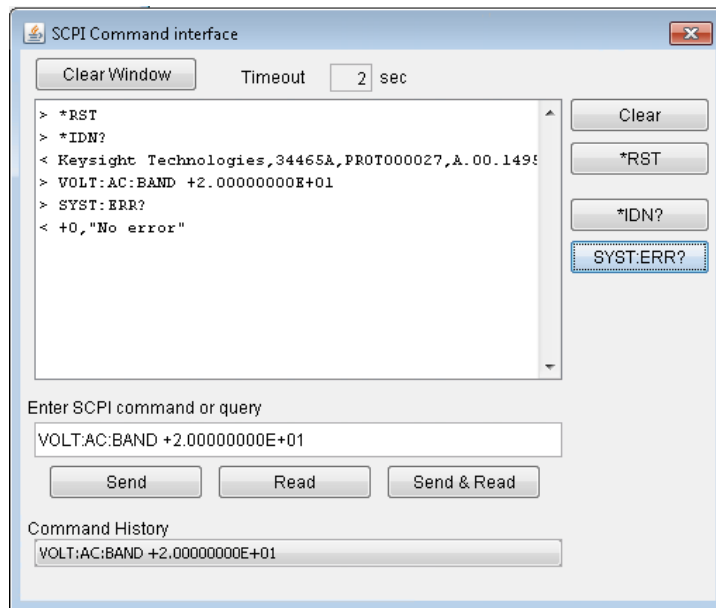 SCPI Command interface
Clear Window
Timeout 2 sec
> *RST
> *IDN?
< Keysight Technologies,34465A,PROT000027,A.00.1495
> VOLT:AC:BAND +2.00000000E+01
> SYST:ERR?
< +0,"No error"
Clear
*RST
*IDN?
SYST:ERR?
Enter SCPI command or query
VOLT:AC:BAND +2.00000000E+01
Send Read Send & Read
Command History
VOLT:AC:BAND +2.00000000E+01